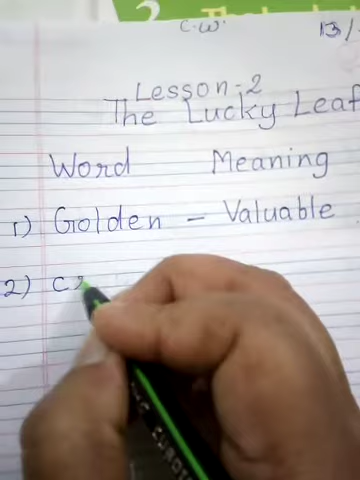 C.W.
13/
Lesson-2
The Lucky Leaf
Word Meaning
1) Golden - Valuable
2) C